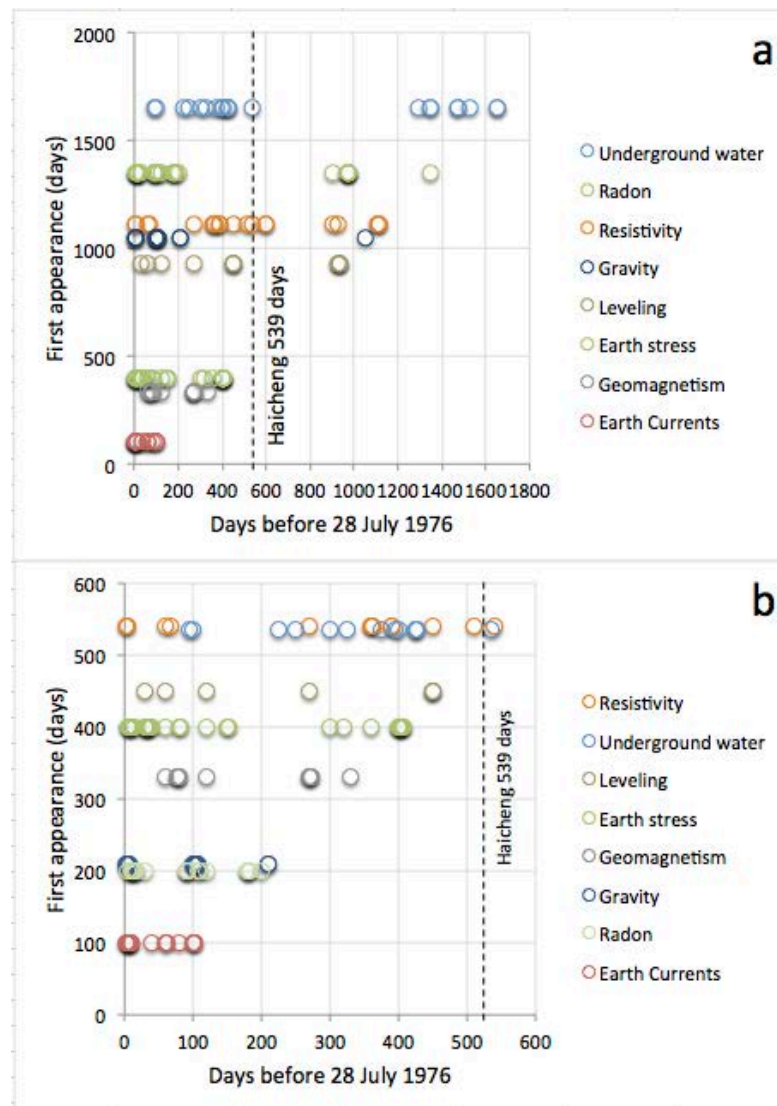 a
2000
1500
1000
500
0
First appearance (days)
0 200 400 600 800 1000 1200 1400 1600 1800
Days before 28 July 1976
Haicheng 539 days
Underground water
Radon
Resistivity
Gravity
Leveling
Earth stress
Geomagnetism
Earth Currents
b
600
500
400
300
200
100
0
First appearance (days)
0 100 200 300 400 500 600
Days before 28 July 1976
Haicheng 539 days
Resistivity
Underground water
Leveling
Earth stress
Geomagnetism
Gravity
Radon
Earth Currents